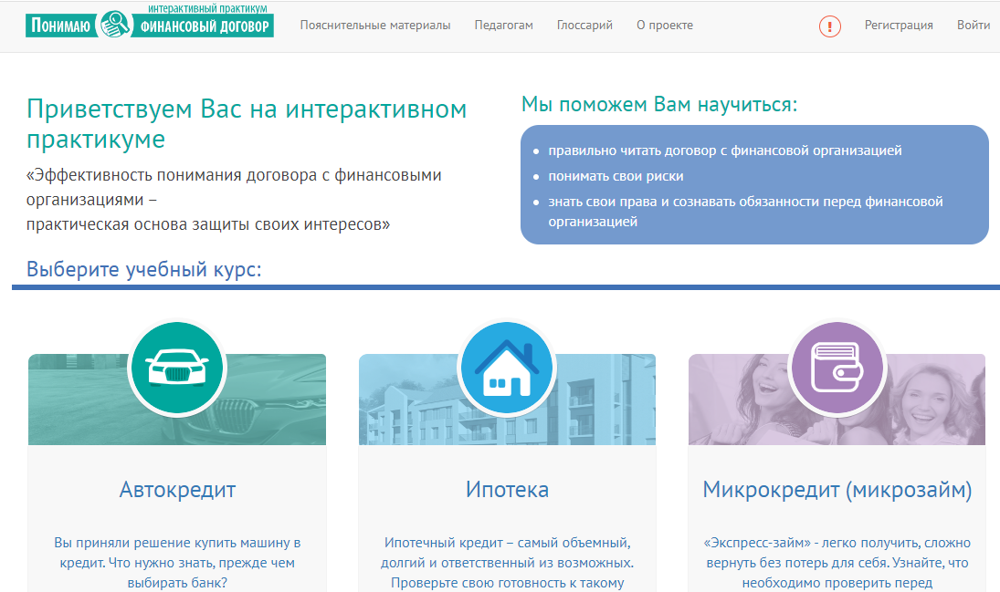 интерактивный практикум
Понимаю финансовый договор
Пояснительные материалы Педагогам Глоссарий О проекте
! Регистрация Войти
Приветствуем Вас на интерактивном
практикуме
«Эффективность понимания договора с финансовыми
организациями –
практическая основа защиты своих интересов»
Мы поможем Вам научиться:
• правильно читать договор с финансовой организацией
• понимать свои риски
• знать свои права и сознавать обязанности перед финансовой
организацией
Выберите учебный курс:
Автокредит
Вы приняли решение купить машину в
кредит. Что нужно знать, прежде чем
выбирать банк?
Ипотека
Ипотечный кредит – самый объемный,
долгий и ответственный из возможных.
Проверьте свою готовность к такому
Микрокредит (микрозайм)
«Экспресс-займ» - легко получить, сложно
вернуть без потерь для себя. Узнайте, что
необходимо проверить перед